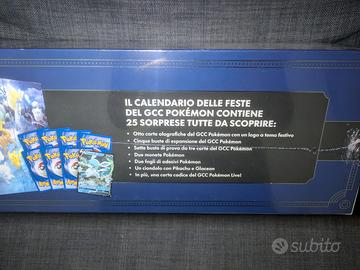 IL CALENDARIO DELLE FESTE
DEL GCC POKÉMON CONTIENE
25 SORPRESE TUTTE DA SCOPRIRE:
• Otto carte olografiche del GCC Pokémon con un logo a tema festivo
• Cinque buste di espansione del GCC Pokémon
• Sette buste di prova da tre carte del GCC Pokémon
• Due monete Pokémon
• Due fogli di adesivi Pokémon
• Un ciondolo con Pikachu e Glaceon
• In più, una carta codice del GCC Pokémon Live!
Pokémon
subito